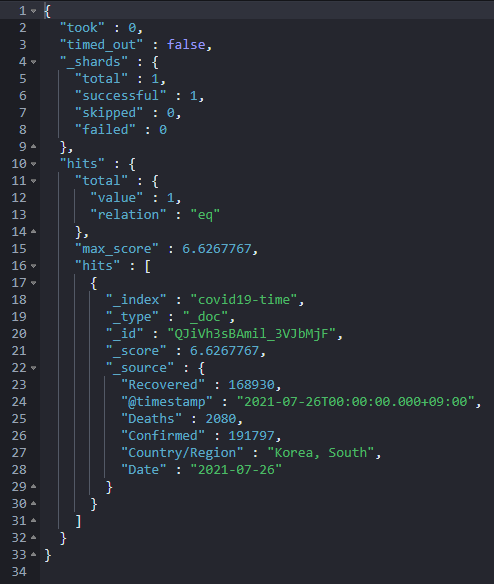 1 {
2 "took" : 0,
3 "timed_out" : false,
4 "_shards" : {
5 "total" : 1,
6 "successful" : 1,
7 "skipped" : 0,
8 "failed" : 0
9 },
10 "hits" : {
11 "total" : {
12 "value" : 1,
13 "relation" : "eq"
14 },
15 "max_score" : 6.6267767,
16 "hits" : [
17 {
18 "_index" : "covid19-time",
19 "_type" : "_doc",
20 "_id" : "QJiVh3sBAmil_3VJbMjF",
21 "_score" : 6.6267767,
22 "_source" : {
23 "Recovered" : 168930,
24 "@timestamp" : "2021-07-26T00:00:00.000+09:00",
25 "Deaths" : 2080,
26 "Confirmed" : 191797,
27 "Country/Region" : "Korea, South",
28 "Date" : "2021-07-26"
29 }
30 }
31 ]
32 }
33 }
34